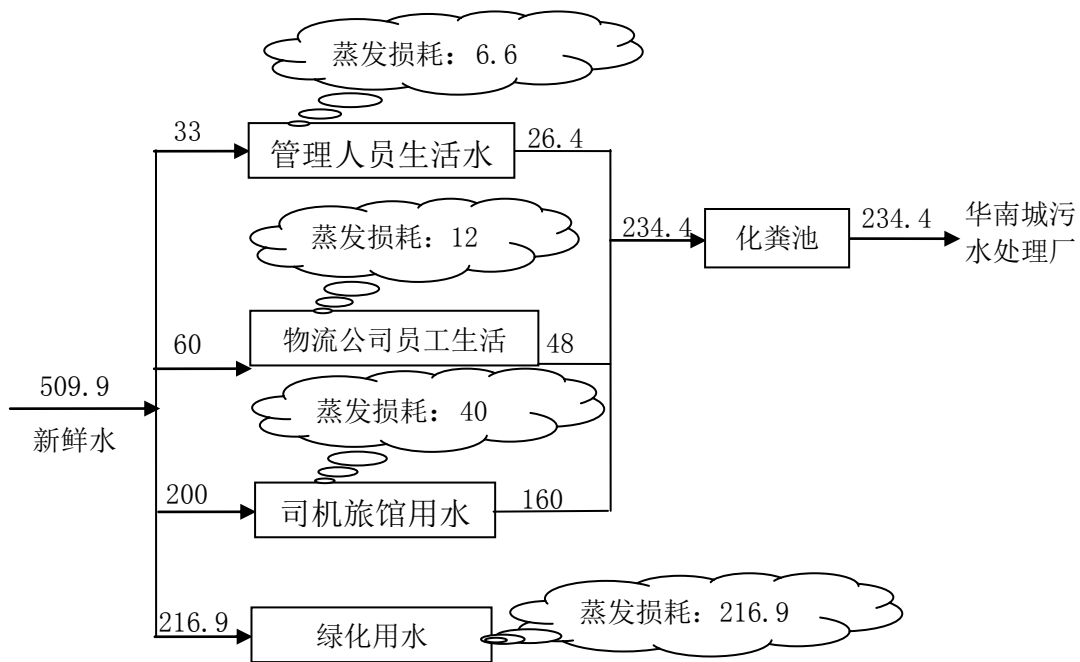 蒸发损耗：6.6
33
管理人员生活水
26.4
蒸发损耗：12
234.4
化粪池
234.4
华南城污
水处理厂
60
物流公司员工生活
48
509.9
新鲜水
蒸发损耗：40
200
司机旅馆用水
160
216.9
绿化用水
蒸发损耗：216.9